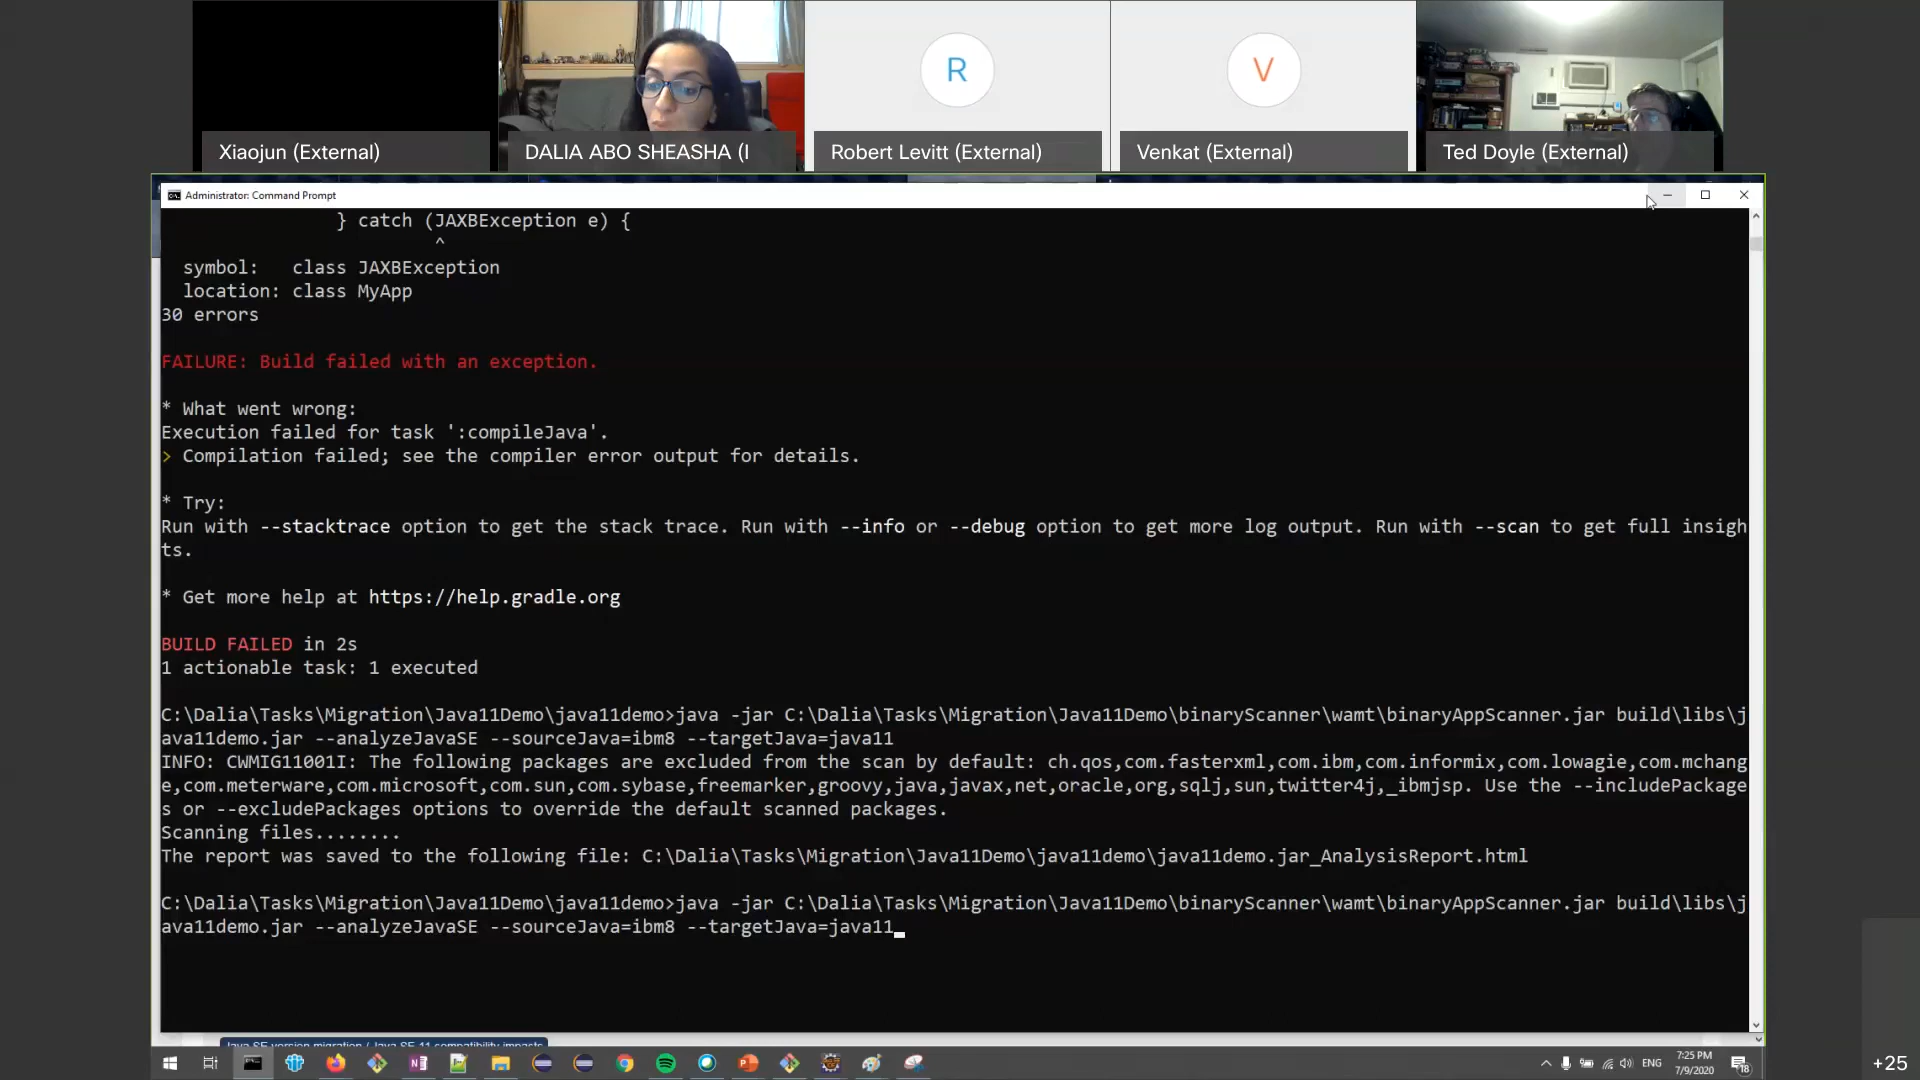 R
V
Xiaojun (External)
DALIA ABO SHEASHA (I
Robert Levitt (External)
Venkat (External)
Ted Doyle (External)
Administrator: Command Prompt
} catch (JAXBException e) {
^
symbol:   class JAXBException
location: class MyApp
30 errors
FAILURE: Build failed with an exception.
* What went wrong:
Execution failed for task ':compileJava'.
> Compilation failed; see the compiler error output for details.
* Try:
Run with --stacktrace option to get the stack trace. Run with --info or --debug option to get more log output. Run with --scan to get full insigh
ts.
* Get more help at https://help.gradle.org
BUILD FAILED in 2s
1 actionable task: 1 executed
C:\Dalia\Tasks\Migration\Java11Demo\java11demo>java -jar C:\Dalia\Tasks\Migration\Java11Demo\binaryScanner\wamt\binaryAppScanner.jar build\libs\j
ava11demo.jar --analyzeJavaSE --sourceJava=ibm8 --targetJava=java11
INFO: CWMIG11001I: The following packages are excluded from the scan by default: ch.qos,com.fasterxml,com.ibm,com.informix,com.lowagie,com.mchang
e,com.meterware,com.microsoft,com.sun,com.sybase,freemarker,groovy,java,javax,net,oracle,org,sqlj,sun,twitter4j,_ibmjsp. Use the --includePackage
s or --excludePackages options to override the default scanned packages.
Scanning files........
The report was saved to the following file: C:\Dalia\Tasks\Migration\Java11Demo\java11demo\java11demo.jar_AnalysisReport.html
C:\Dalia\Tasks\Migration\Java11Demo\java11demo>java -jar C:\Dalia\Tasks\Migration\Java11Demo\binaryScanner\wamt\binaryAppScanner.jar build\libs\j
ava11demo.jar --analyzeJavaSE --sourceJava=ibm8 --targetJava=java11
Java SE version migration / Java SE 11 compatibility impacts
ENG
7:25 PM
7/9/2020
18
+25